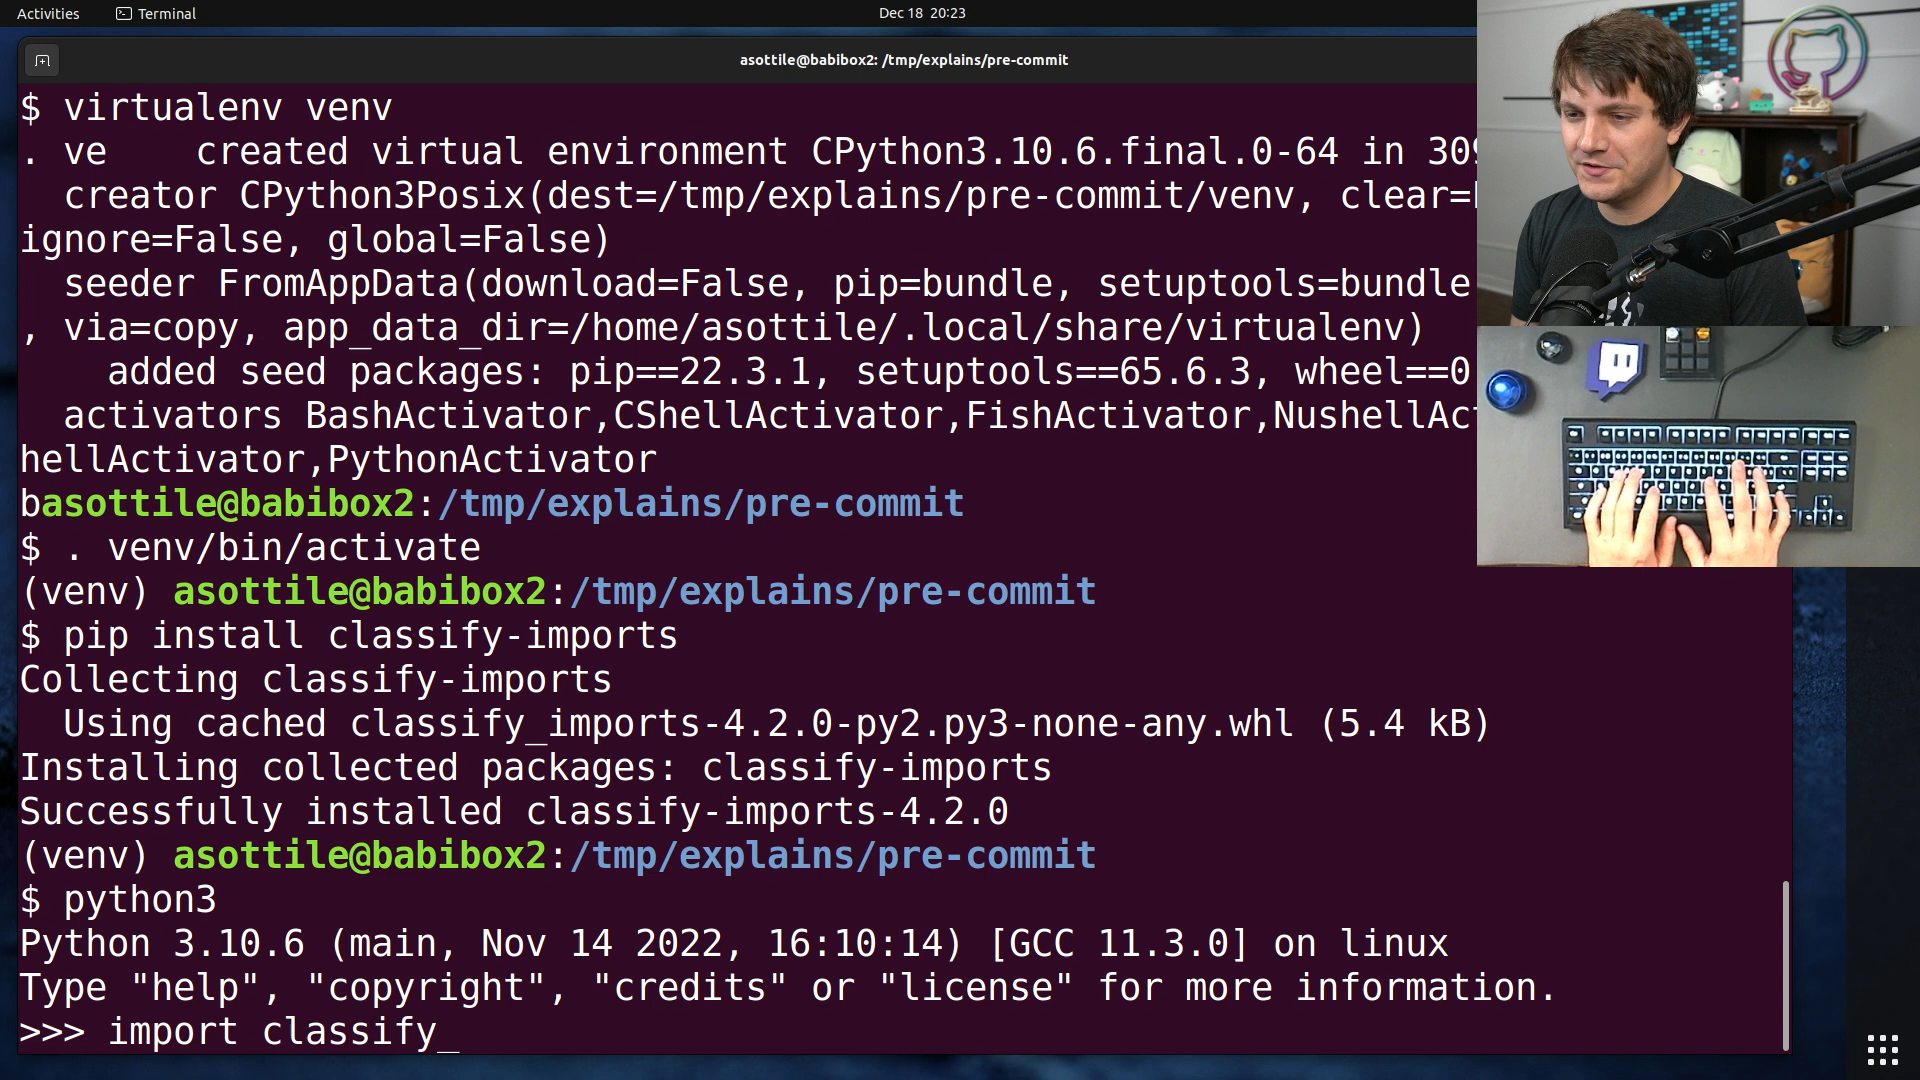 Activities
Terminal
Dec 18 20:23
asottile@babibox2: /tmp/explains/pre-commit
$ virtualenv venv
. ve    created virtual environment CPython3.10.6.final.0-64 in
  creator CPython3Posix(dest=/tmp/explains/pre-commit/venv, clear=
ignore=False, global=False)
  seeder FromAppData(download=False, pip=bundle, setuptools=bundle
, via=copy, app_data_dir=/home/asottile/.local/share/virtualenv)
    added seed packages: pip==22.3.1, setuptools==65.6.3, wheel==0
  activators BashActivator,CShellActivator,FishActivator,NushellAc
hellActivator,PythonActivator
basottile@babibox2:/tmp/explains/pre-commit
$ . venv/bin/activate
(venv) asottile@babibox2:/tmp/explains/pre-commit
$ pip install classify-imports
Collecting classify-imports
  Using cached classify_imports-4.2.0-py2.py3-none-any.whl (5.4 kB)
Installing collected packages: classify-imports
Successfully installed classify-imports-4.2.0
(venv) asottile@babibox2:/tmp/explains/pre-commit
$ python3
Python 3.10.6 (main, Nov 14 2022, 16:10:14) [GCC 11.3.0] on linux
Type "help", "copyright", "credits" or "license" for more information.
>>> import classify_